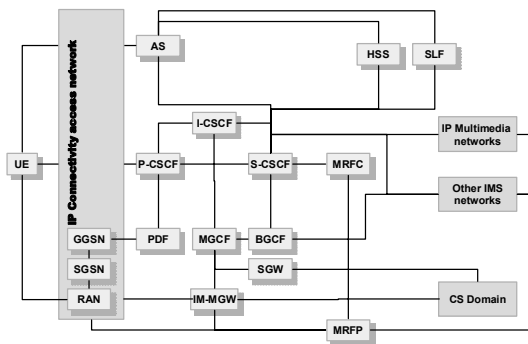 AS
HSS
SLF
IP Connectivity access network
I-CSCF
IP Multimedia
networks
UE
P-CSCF
S-CSCF
MRFC
Other IMS
networks
GGSN
PDF
MGCF
BGCF
SGSN
SGW
RAN
IM-MGW
CS Domain
MRFP